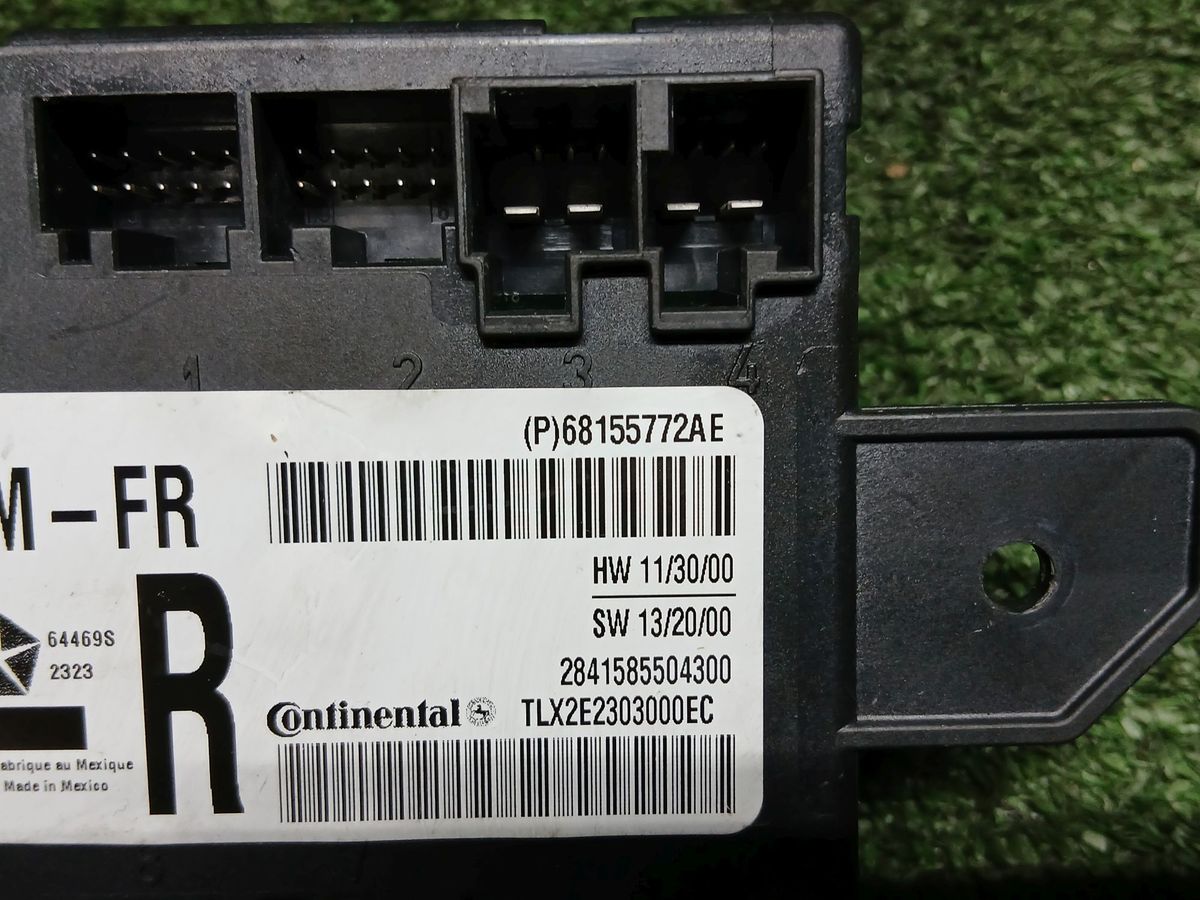 1 2 3 4
(P)68155772AE
M-FR
HW 11/30/00
SW 13/20/00
R
64469S
2323
2841585504300
Continental TLX2E2303000EC
abrique au Mexique
Made in Mexico